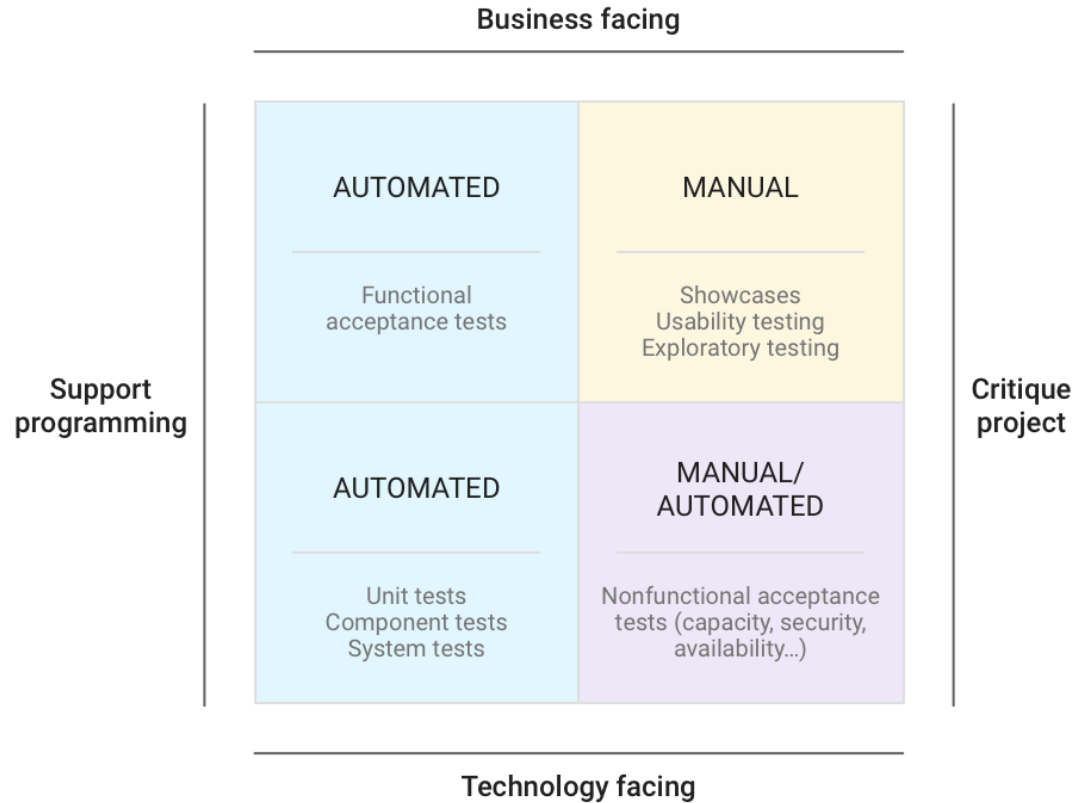 Business facing
AUTOMATED
Functional
acceptance tests
MANUAL
Showcases
Usability testing
Exploratory testing
Support
programming
Critique
project
AUTOMATED
Unit tests
Component tests
System tests
MANUAL/
AUTOMATED
Nonfunctional acceptance
tests (capacity, security,
availability...)
Technology facing